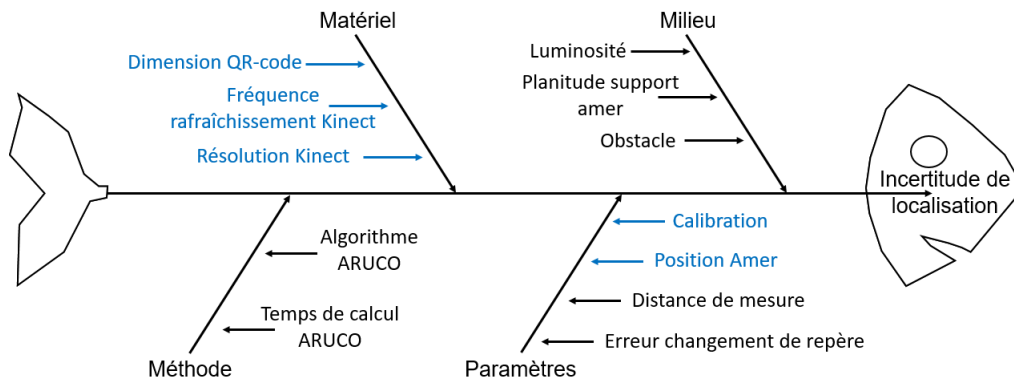 Matériel
Milieu
Dimension QR-code
Fréquence
rafraîchissement Kinect
Résolution Kinect
Luminosité
Planitude support
amer
Obstacle
Incertitude de
localisation
Algorithme
ARUCO
Temps de calcul
ARUCO
Méthode
Calibration
Position Amer
Distance de mesure
Erreur changement de repère
Paramètres